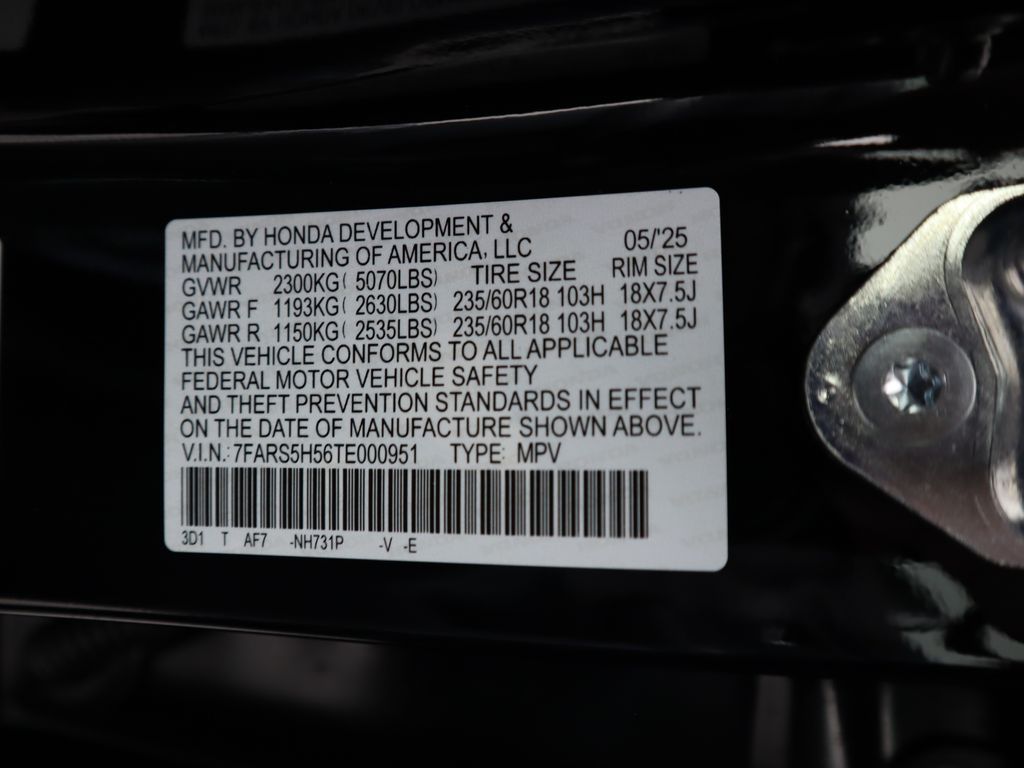 MFD. BY HONDA DEVELOPMENT &
MANUFACTURING OF AMERICA, LLC 05/'25
GVWR 2300KG( 5070LBS) TIRE SIZE RIM SIZE
GAWR F 1193KG( 2630LBS) 235/60R18 103H 18X7.5J
GAWR R 1150KG( 2535LBS) 235/60R18 103H 18X7.5J
THIS VEHICLE CONFORMS TO ALL APPLICABLE
FEDERAL MOTOR VEHICLE SAFETY
AND THEFT PREVENTION STANDARDS IN EFFECT
ON THE DATE OF MANUFACTURE SHOWN ABOVE.
V.I.N.: 7FARS5H56TE000951 TYPE: MPV
3D1 T AF7 -NH731P -V -E